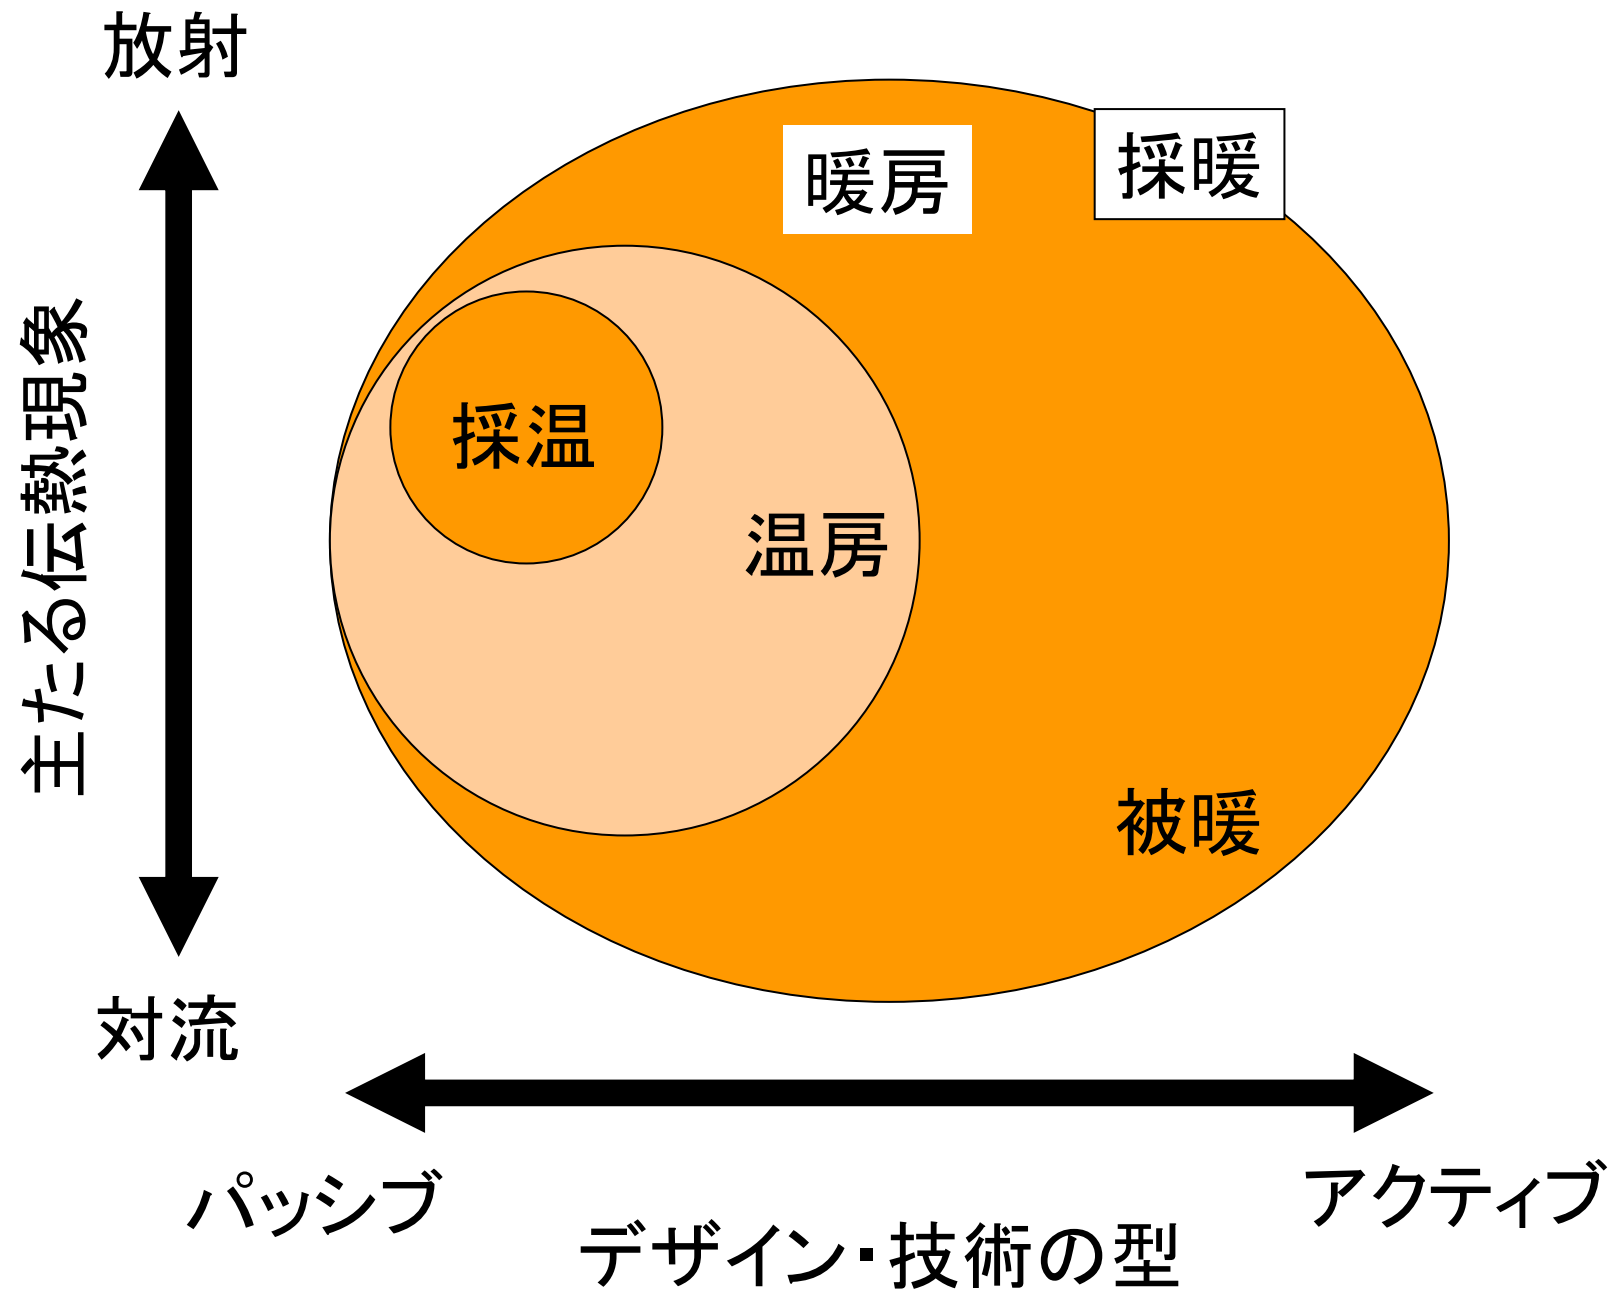 放射
採暖
暖房
採温
温房
主たる伝熱現象
被暖
対流
パッシブ
アクティブ
デザイン・技術の型